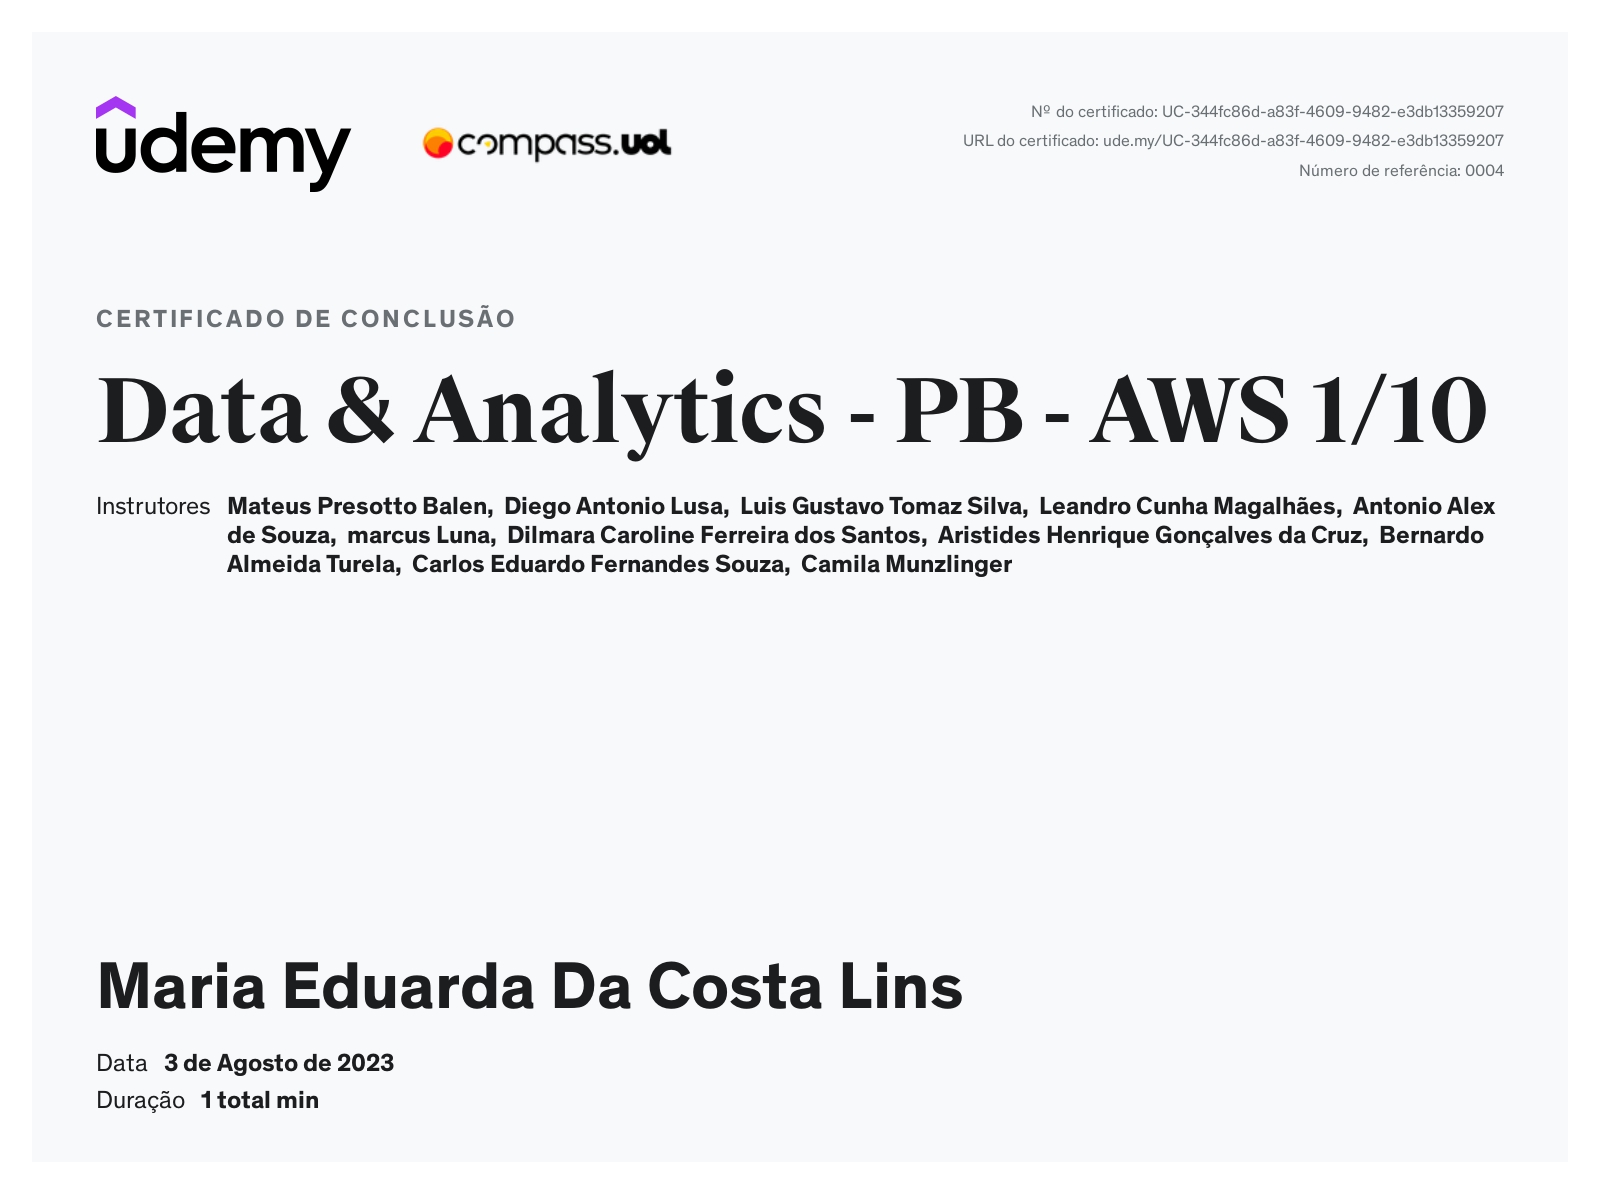 udemy
compass.uol
Nº do certificado: UC-344fc86d-a83f-4609-9482-e3db13359207
URL do certificado: ude.my/UC-344fc86d-a83f-4609-9482-e3db13359207
Número de referência: 0004
CERTIFICADO DE CONCLUSÃO
Data & Analytics - PB - AWS 1/10
Instrutores Mateus Presotto Balen, Diego Antonio Lusa, Luis Gustavo Tomaz Silva, Leandro Cunha Magalhães, Antonio Alex
de Souza, marcus Luna, Dilmara Caroline Ferreira dos Santos, Aristides Henrique Gonçalves da Cruz, Bernardo
Almeida Turela, Carlos Eduardo Fernandes Souza, Camila Munzlinger
Maria Eduarda Da Costa Lins
Data 3 de Agosto de 2023
Duração 1 total min